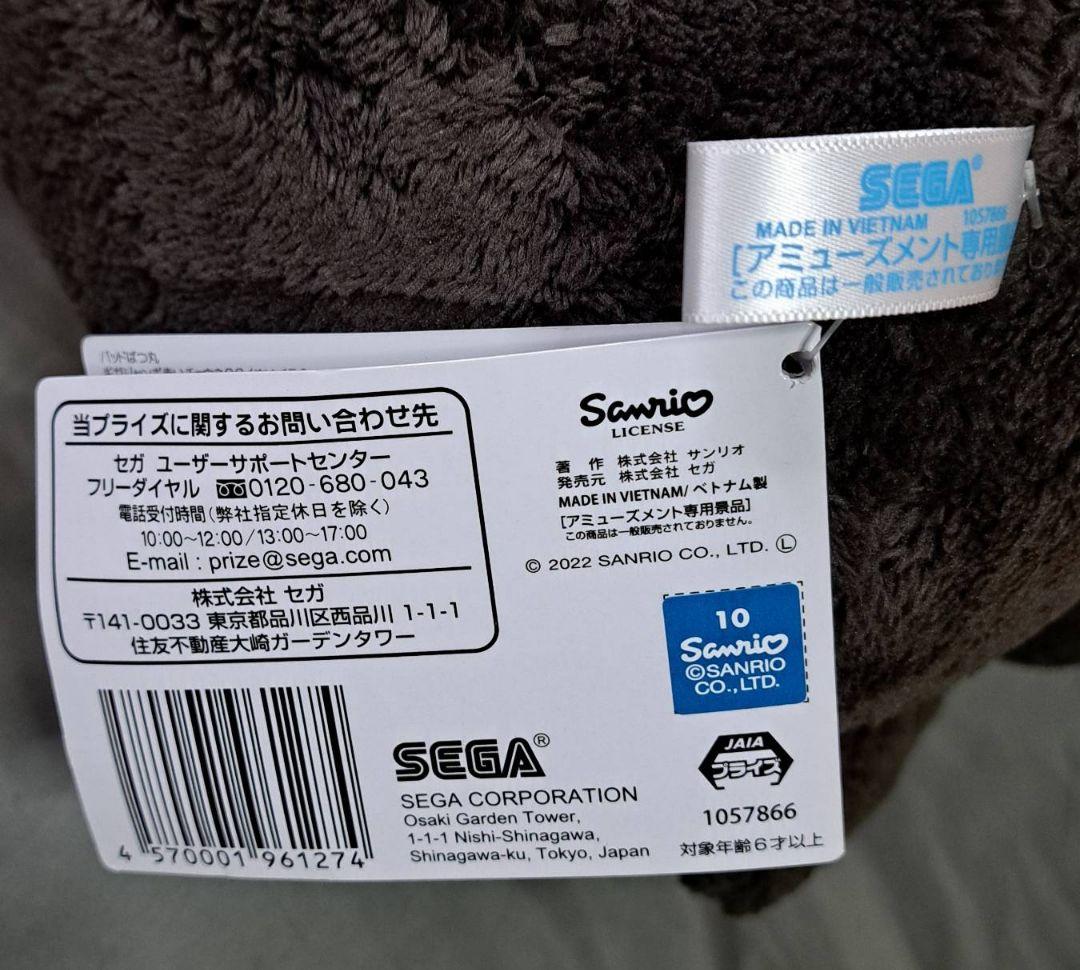 SEGA®
MADE IN VIETNAM 1057866
[アミューズメント専用
この商品は一般販売されており
バッドばつ丸
当プライズに関するお問い合わせ先
セガ ユーザーサポートセンター
フリーダイヤル 0120-680-043
電話受付時間(弊社指定休日を除く)
10:00~12:00/13:00~17:00
E-mail : prize@sega.com
株式会社 セガ
〒141-0033 東京都品川区西品川 1-1-1
住友不動産大崎ガーデンタワー
Sanrio
LICENSE
著 作 株式会社 サンリオ
発売元 株式会社 セガ
MADE IN VIETNAM/ベトナム製
[アミューズメント専用景品]
この商品は一般販売されておりません。
© 2022 SANRIO CO., LTD. Ⓛ
10
Sanrio
©SANRIO
CO.,LTD.
4 570001 961274
SEGA®
SEGA CORPORATION
Osaki Garden Tower,
1-1-1 Nishi-Shinagawa,
Shinagawa-ku, Tokyo, Japan
JAIA
プライズ
1057866
対象年齢6才以上